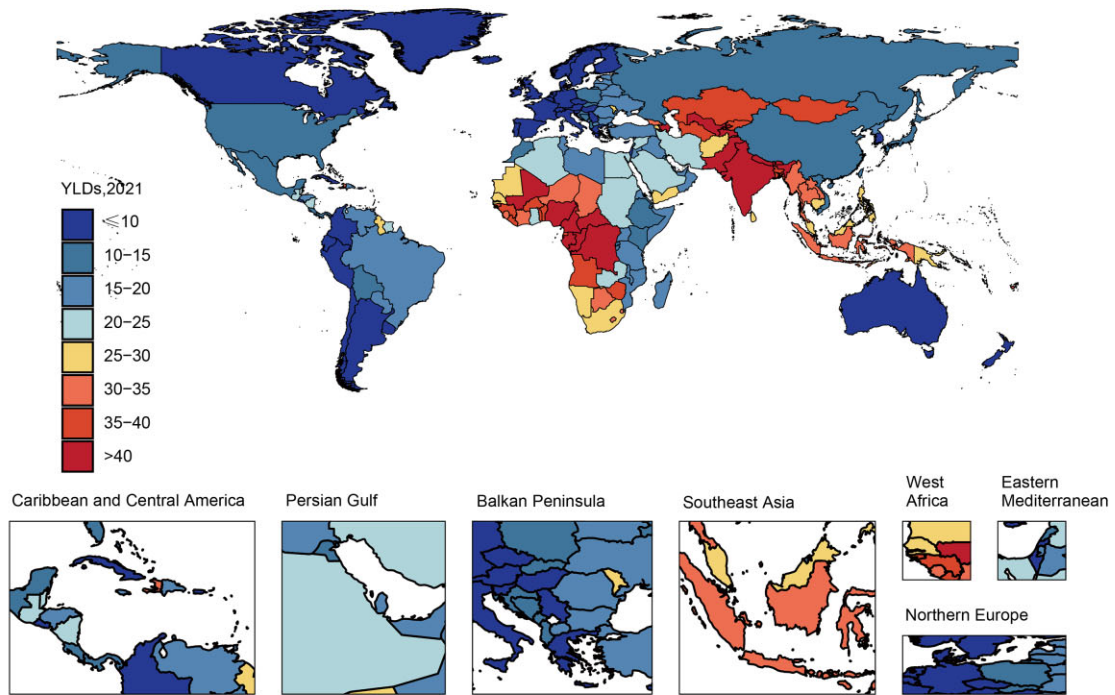 YLDs,2021
⩽10
10−15
15−20
20−25
25−30
30−35
35−40
>40
Caribbean and Central America
Persian Gulf
Balkan Peninsula
Southeast Asia
West
Africa
Eastern
Mediterranean
Northern Europe